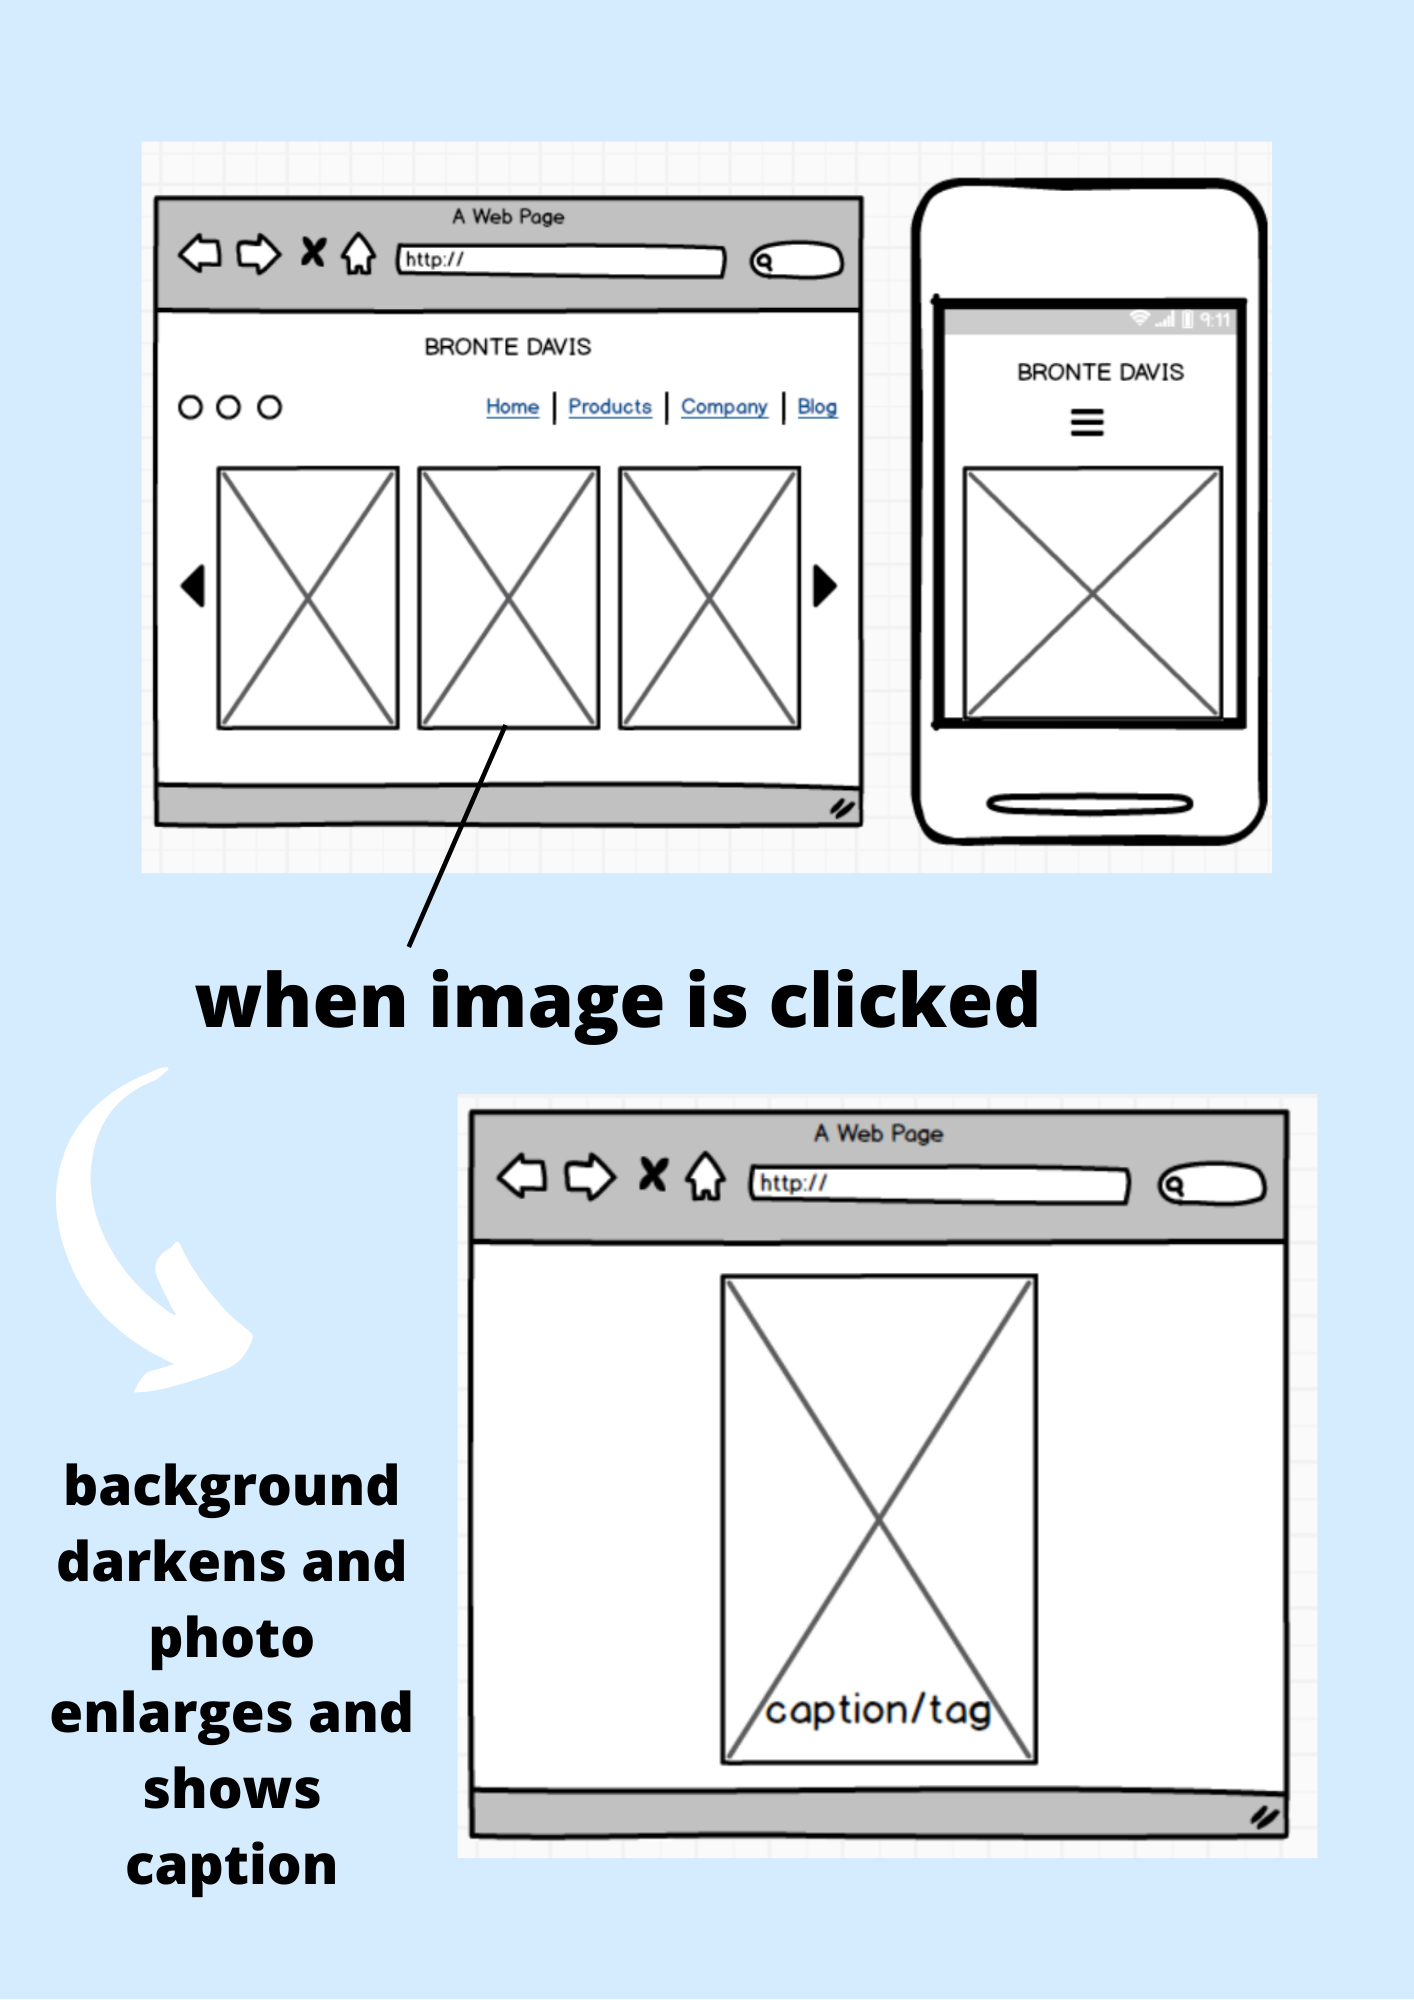 A Web Page
http://
BRONTE DAVIS
Home | Products | Company | Blog
9:11
BRONTE DAVIS
when image is clicked
A Web Page
http://
caption/tag
background
darkens and
photo
enlarges and
shows
caption